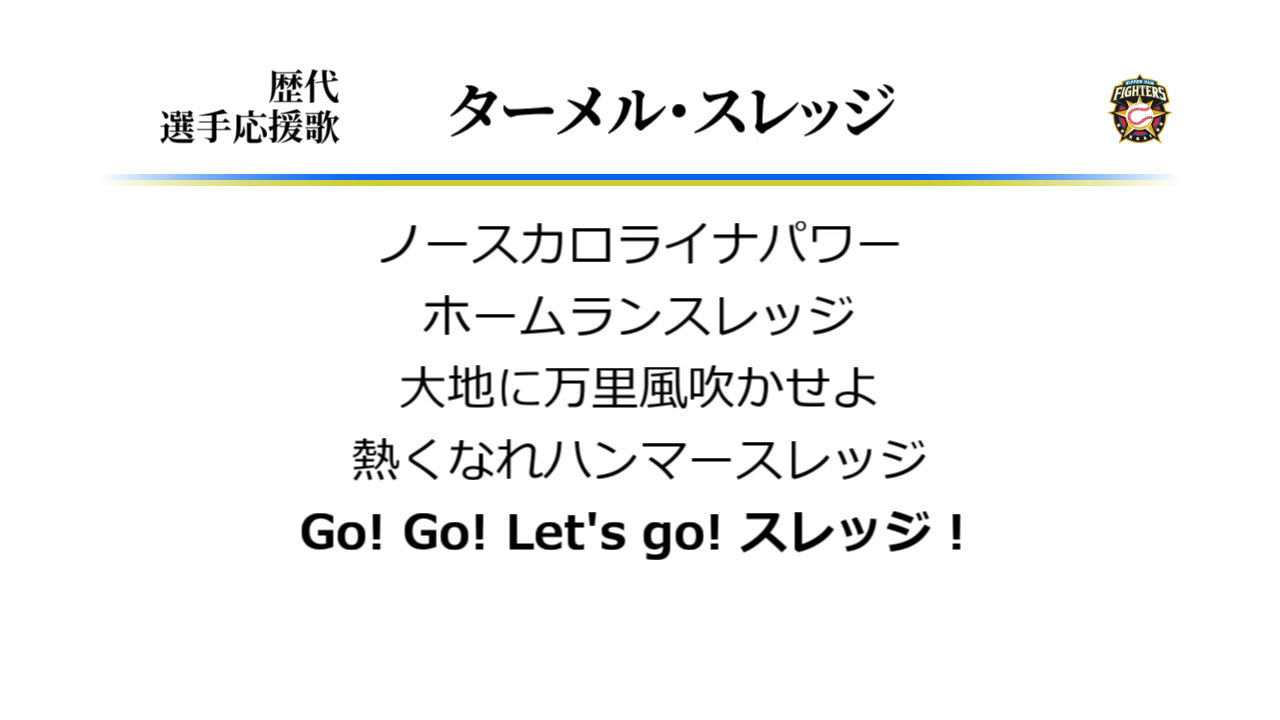 歴代
選手応援歌
ターメル・スレッジ
NIPPON HAM
FIGHTERS
ノースカロライナパワー
ホームランスレッジ
大地に万里風吹かせよ
熱くなれハンマースレッジ
Go! Go! Let's go! スレッジ！